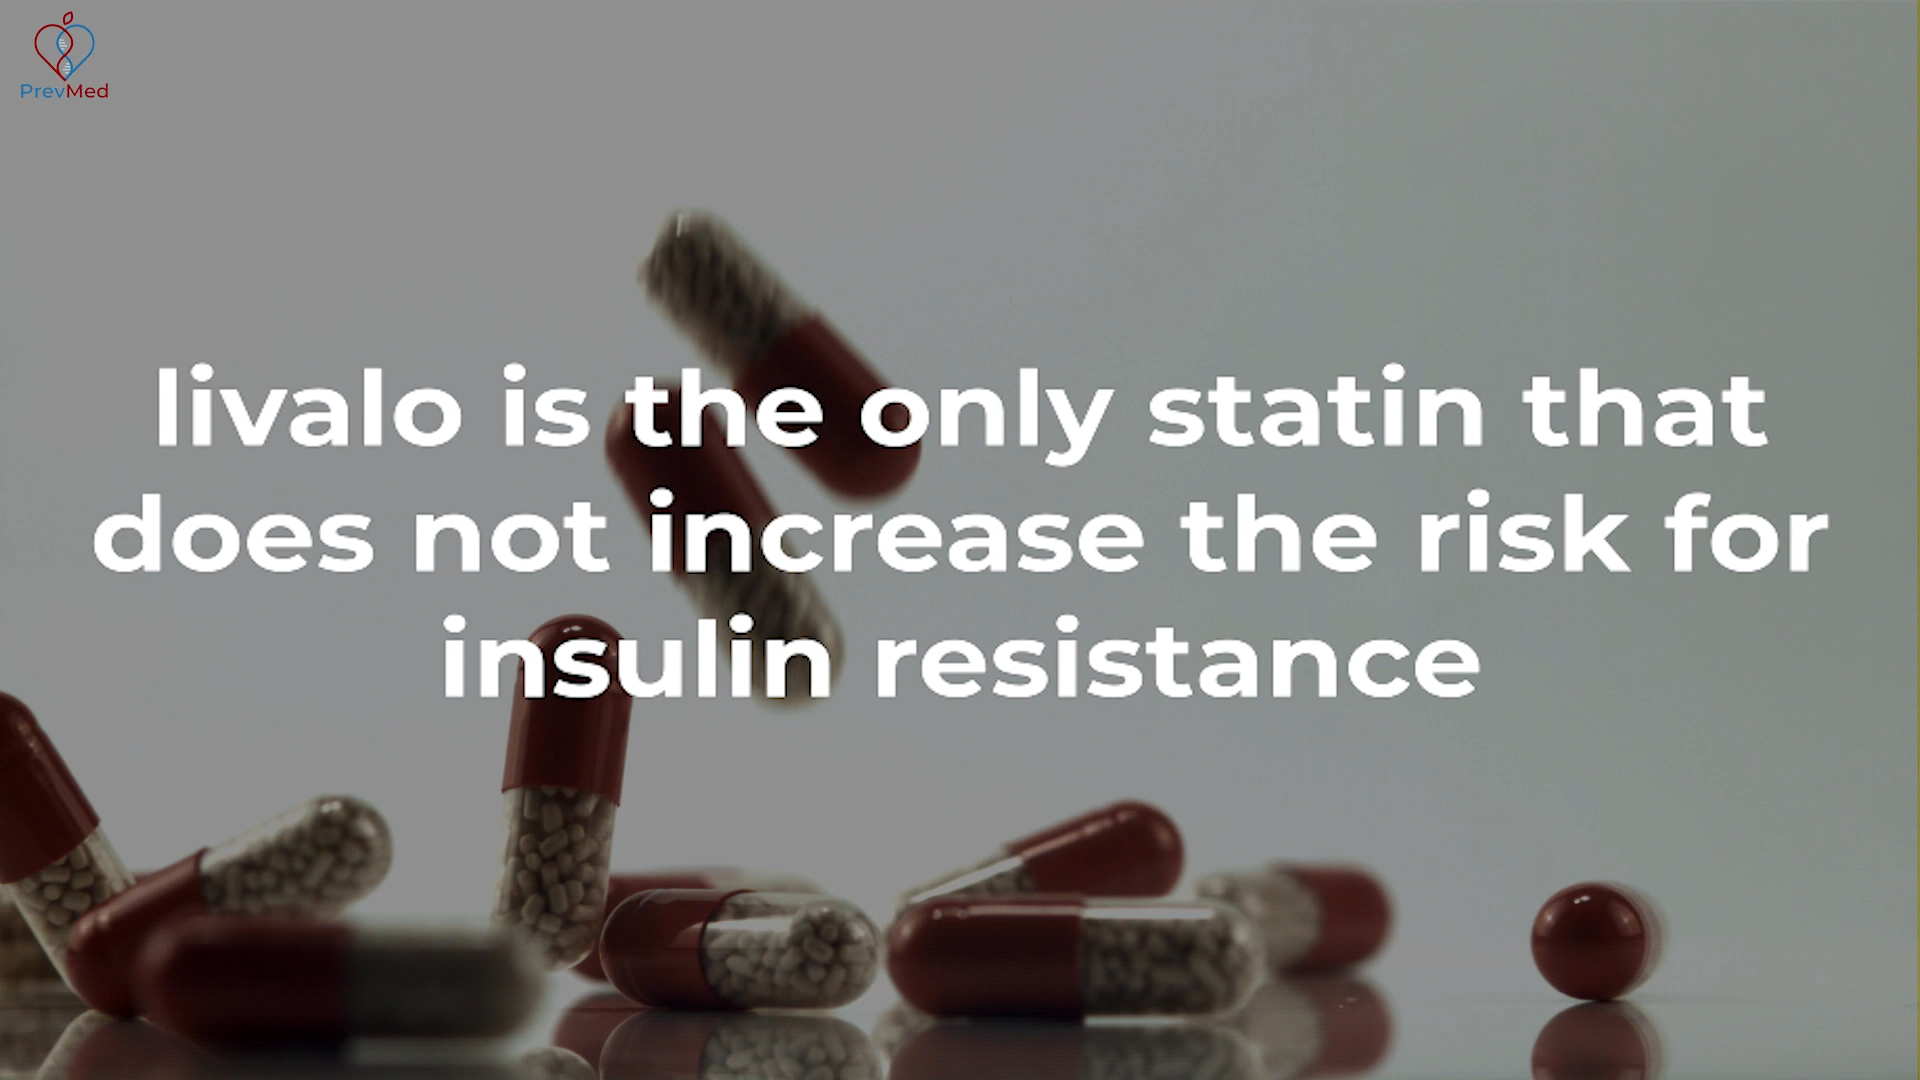 PrevMed
livalo is the only statin that
does not increase the risk for
insulin resistance